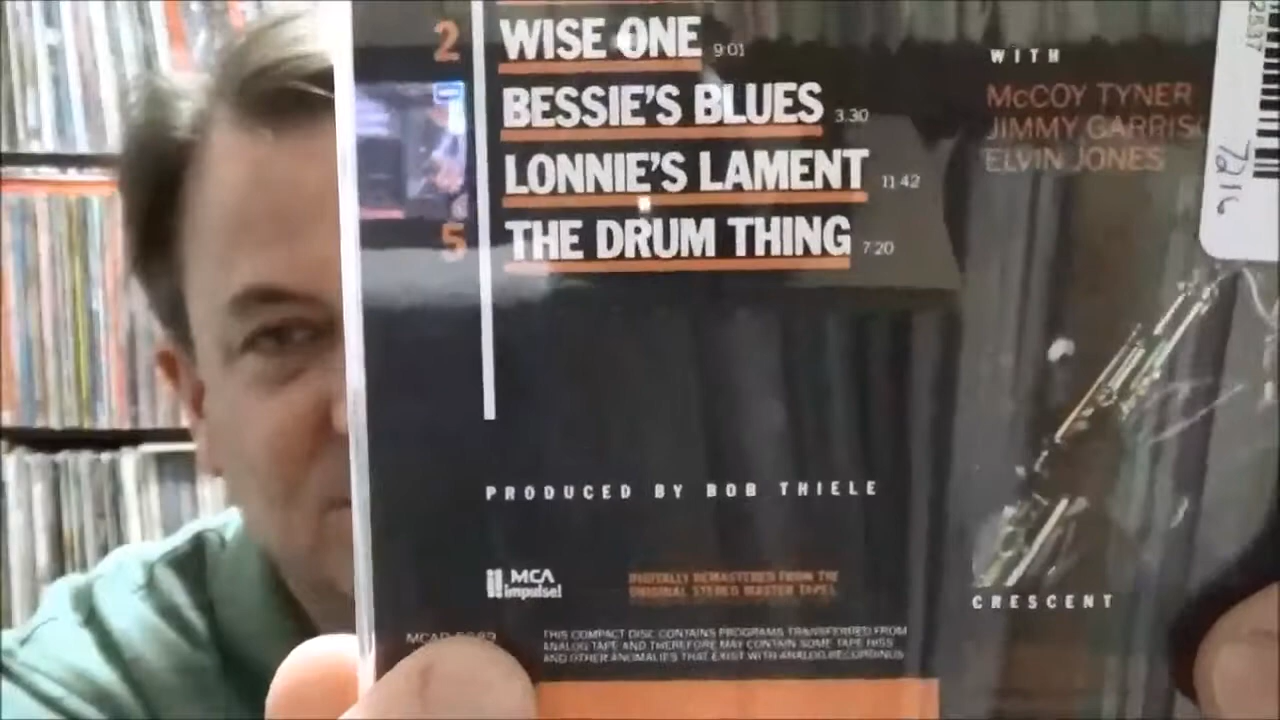 2 WISE ONE 9:01
BESSIE'S BLUES 3.30
LONNIE'S LAMENT 11:42
5 THE DRUM THING 7:20
WITH
McCOY TYNER
JIMMY GARRIS
ELVIN JONES
7216
PRODUCED BY BOB THIELE
MCA
impulse!
DIGITALLY REMASTERED FROM THE
ORIGINAL STEREO MASTER TAPES
CRESCENT
THIS COMPACT DISC CONTAINS PROGRAMS TRANSFERRED FROM
ANALOG TAPE AND THEREFORE MAY CONTAIN SOME TAPE HISS
AND OTHER ANOMALIES THAT EXIST WITH ANALOG RECORDINGS